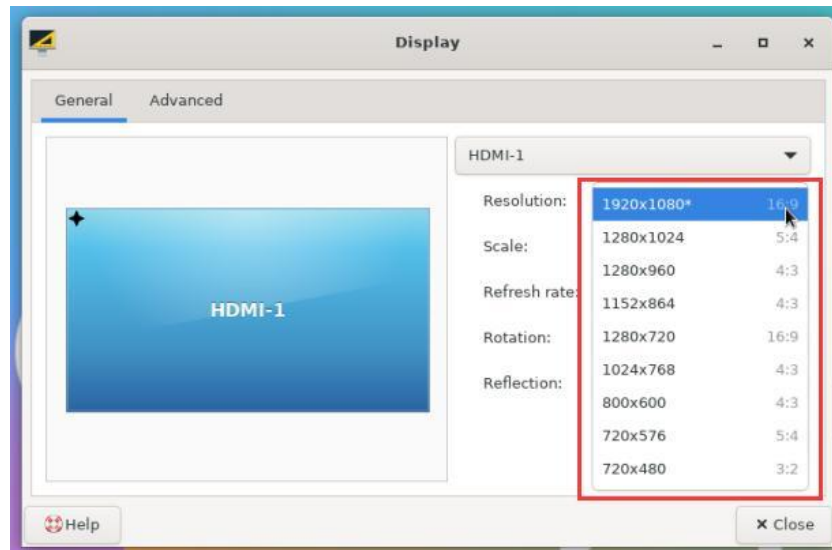 Display
General Advanced
HDMI-1
HDMI-1
Resolution:
Scale:
Refresh rate:
Rotation:
Reflection:
1920x1080* 16:9
1280x1024 5:4
1280x960 4:3
1152x864 4:3
1280x720 16:9
1024x768 4:3
800x600 4:3
720x576 5:4
720x480 3:2
Help
Close